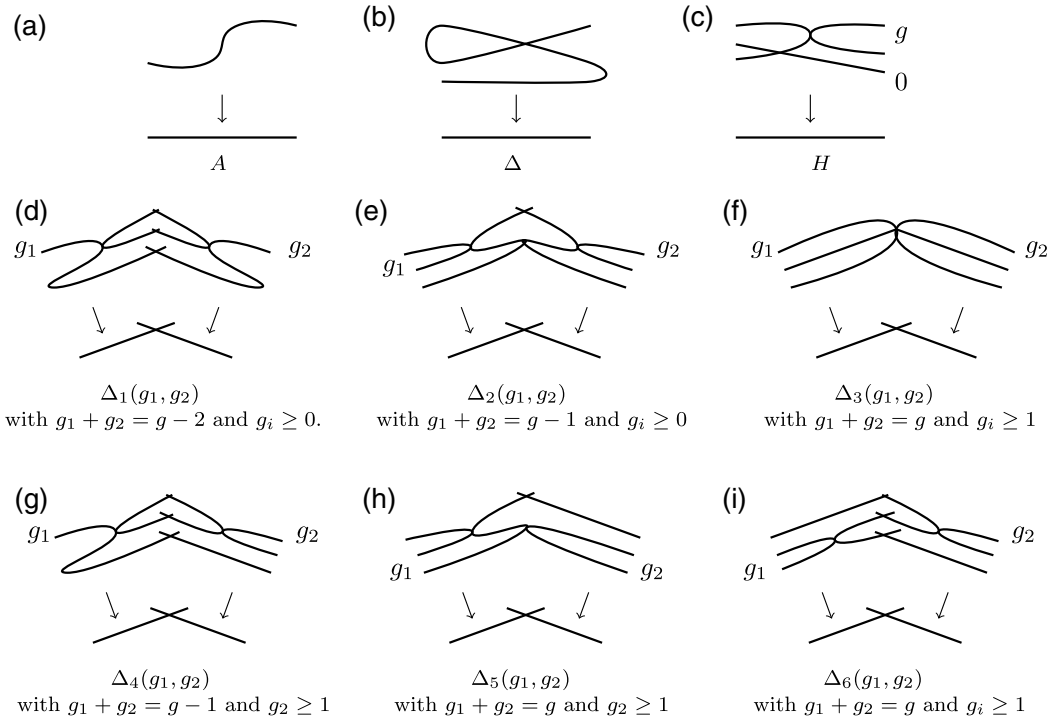 (a)
(b)
(c)
g
0
A
Δ
H
(d)
(e)
(f)
g₁
g₂
g₁
g₂
g₁
g₂
Δ₁(g₁, g₂)
with g₁ + g₂ = g − 2 and gᵢ ≥ 0.
Δ₂(g₁, g₂)
with g₁ + g₂ = g − 1 and gᵢ ≥ 0
Δ₃(g₁, g₂)
with g₁ + g₂ = g and gᵢ ≥ 1
(g)
(h)
(i)
g₁
g₂
g₁
g₂
g₁
g₂
Δ₄(g₁, g₂)
with g₁ + g₂ = g − 1 and g₂ ≥ 1
Δ₅(g₁, g₂)
with g₁ + g₂ = g and g₂ ≥ 1
Δ₆(g₁, g₂)
with g₁ + g₂ = g and gᵢ ≥ 1